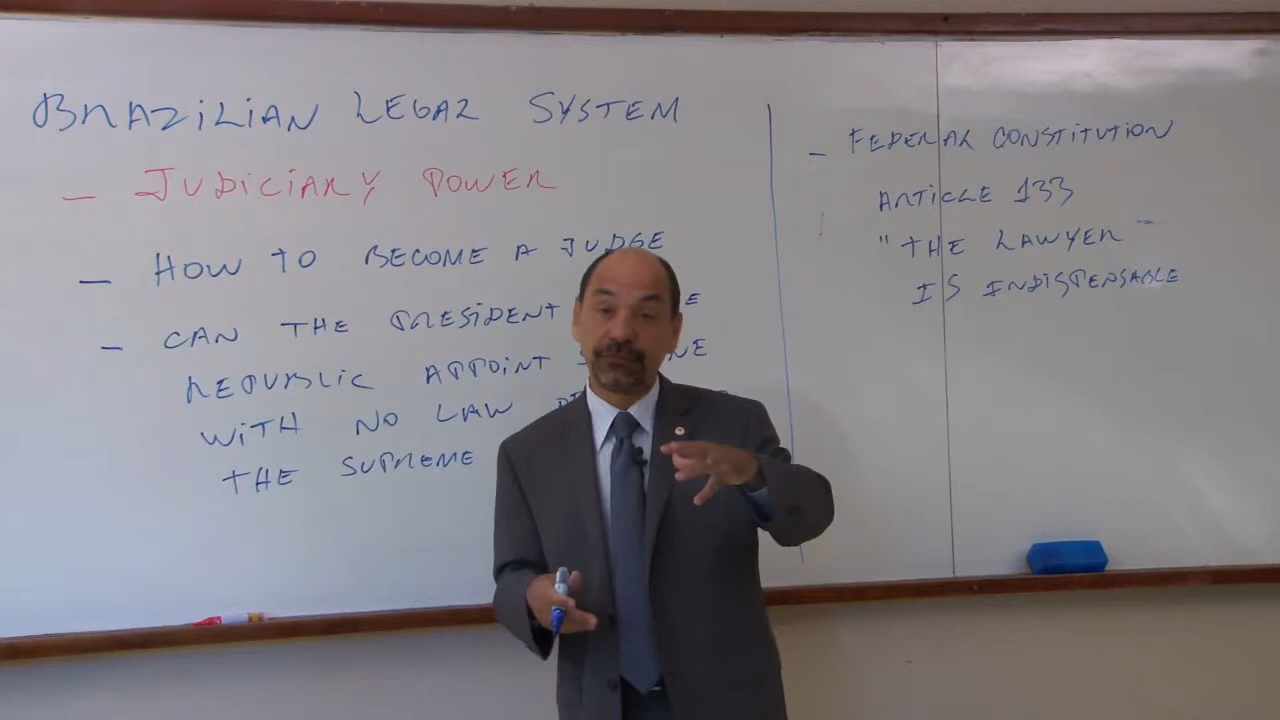 BRAZILIAN LEGAL SYSTEM
- JUDICIARY POWER
- HOW TO BECOME A JUDGE
- CAN THE PRESIDENT
REPUBLIC APPOINT
WITH NO LAW
THE SUPREME
- FEDERAL CONSTITUTION
ARTICLE 133
"THE LAWYER
IS INDISPENSABLE